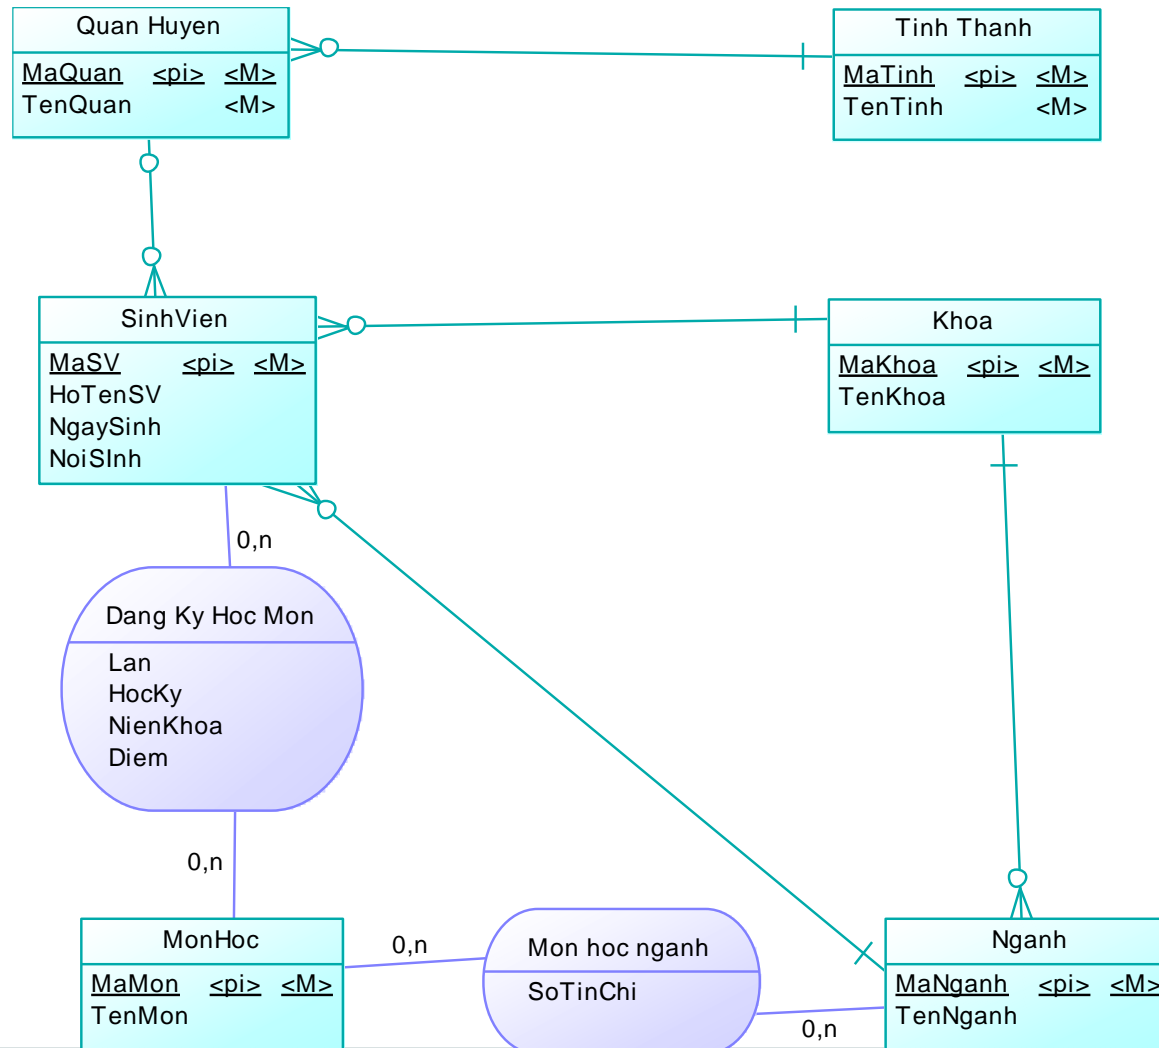 Quan Huyen
MaQuan <pi> <M>
TenQuan <M>
Tinh Thanh
MaTinh <pi> <M>
TenTinh <M>
SinhVien
MaSV <pi> <M>
HoTenSV
NgaySinh
NoiSInh
Khoa
MaKhoa <pi> <M>
TenKhoa
0,n
Dang Ky Hoc Mon
Lan
HocKy
NienKhoa
Diem
0,n
MonHoc
MaMon <pi> <M>
TenMon
0,n
Mon hoc nganh
SoTinChi
0,n
Nganh
MaNganh <pi> <M>
TenNganh